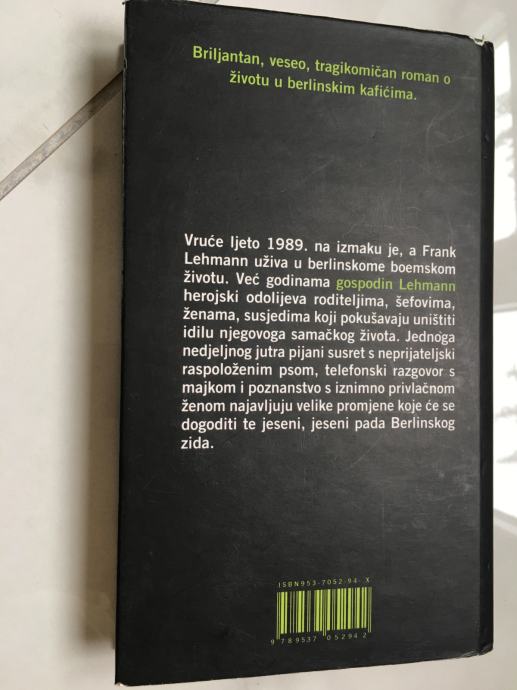 Briljantan, veseo, tragikomičan roman o
životu u berlinskim kafićima.
Vruće ljeto 1989. na izmaku je, a Frank
Lehmann uživa u berlinskome boemskom
životu. Već godinama gospodin Lehmann
herojski odolijeva roditeljima, šefovima,
ženama, susjedima koji pokušavaju uništiti
idilu njegovoga samačkog života. Jednoga
nedjeljnog jutra pijani susret s neprijateljski
raspoloženim psom, telefonski razgovor s
majkom i poznanstvo s iznimno privlačnom
ženom najavljuju velike promjene koje će se
dogoditi te jeseni, jeseni pada Berlinskog
zida.
ISBN953-7052-94-X
9 789537 052942